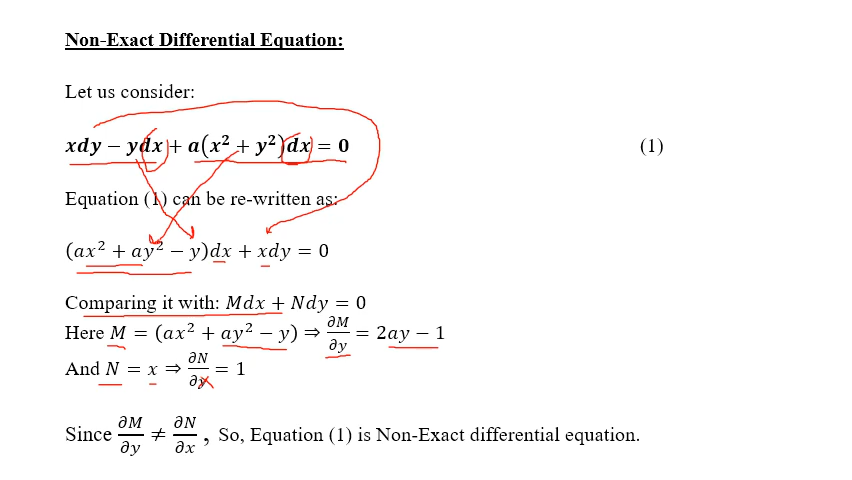 Non-Exact Differential Equation:
Let us consider:
xdy − ydx + a(x² + y²)dx = 0 (1)
Equation (1) can be re-written as:
(ax² + ay² − y)dx + xdy = 0
Comparing it with: Mdx + Ndy = 0
Here M = (ax² + ay² − y) ⇒ ∂M/∂y = 2ay − 1
And N = x ⇒ ∂N/∂x = 1
Since ∂M/∂y ≠ ∂N/∂x , So, Equation (1) is Non-Exact differential equation.